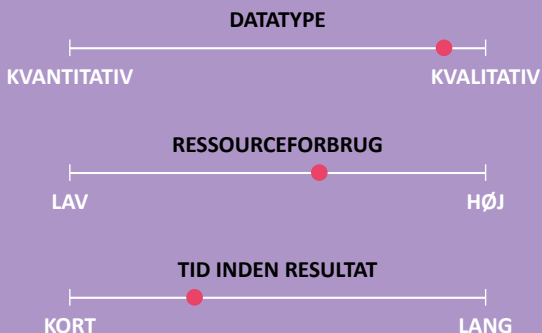 DATATYPE
KVANTITATIV KVALITATIV
RESSOURCEFORBRUG
LAV HØJ
TID INDEN RESULTAT
KORT LANG